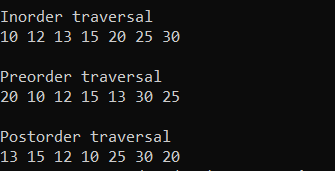 Inorder traversal
10 12 13 15 20 25 30
Preorder traversal
20 10 12 15 13 30 25
Postorder traversal
13 15 12 10 25 30 20